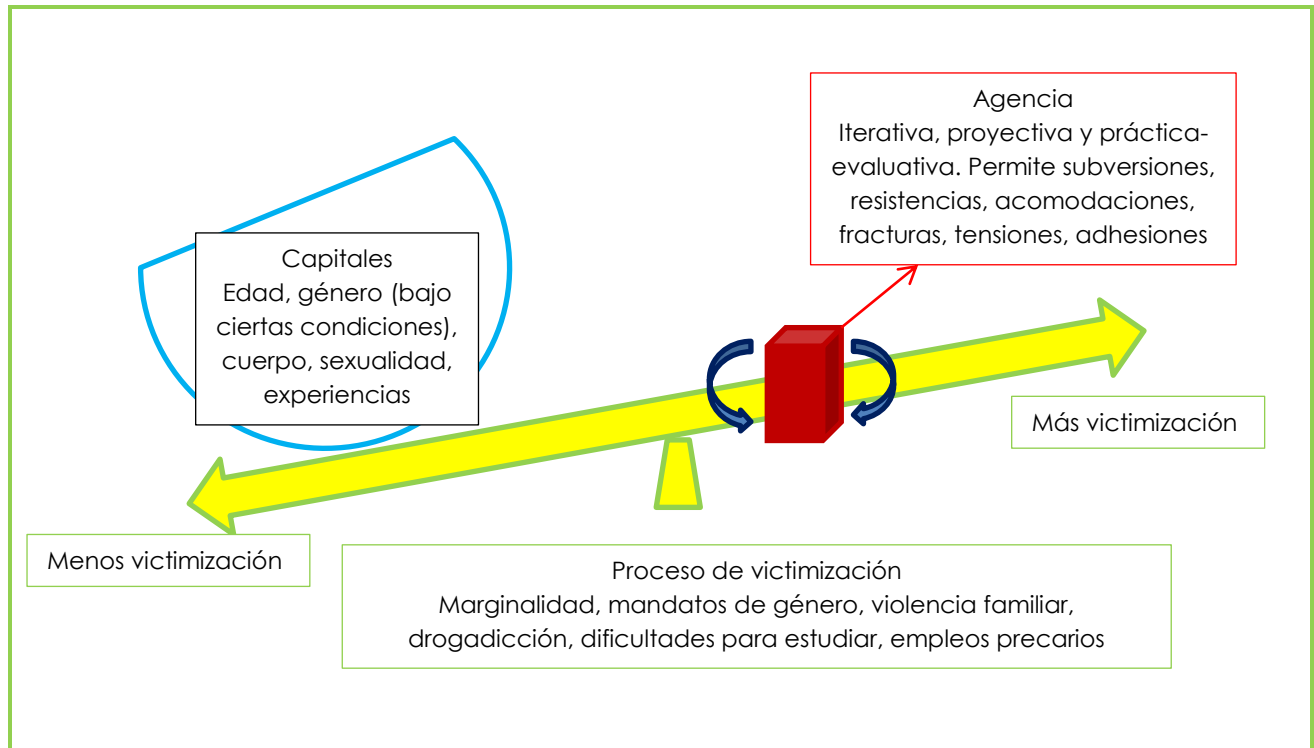 Agencia
Iterativa, proyectiva y práctica-
evaluativa. Permite subversiones,
resistencias, acomodaciones,
fracturas, tensiones, adhesiones
Capitales
Edad, género (bajo
ciertas condiciones),
cuerpo, sexualidad,
experiencias
Más victimización
Menos victimización
Proceso de victimización
Marginalidad, mandatos de género, violencia familiar,
drogadicción, dificultades para estudiar, empleos precarios